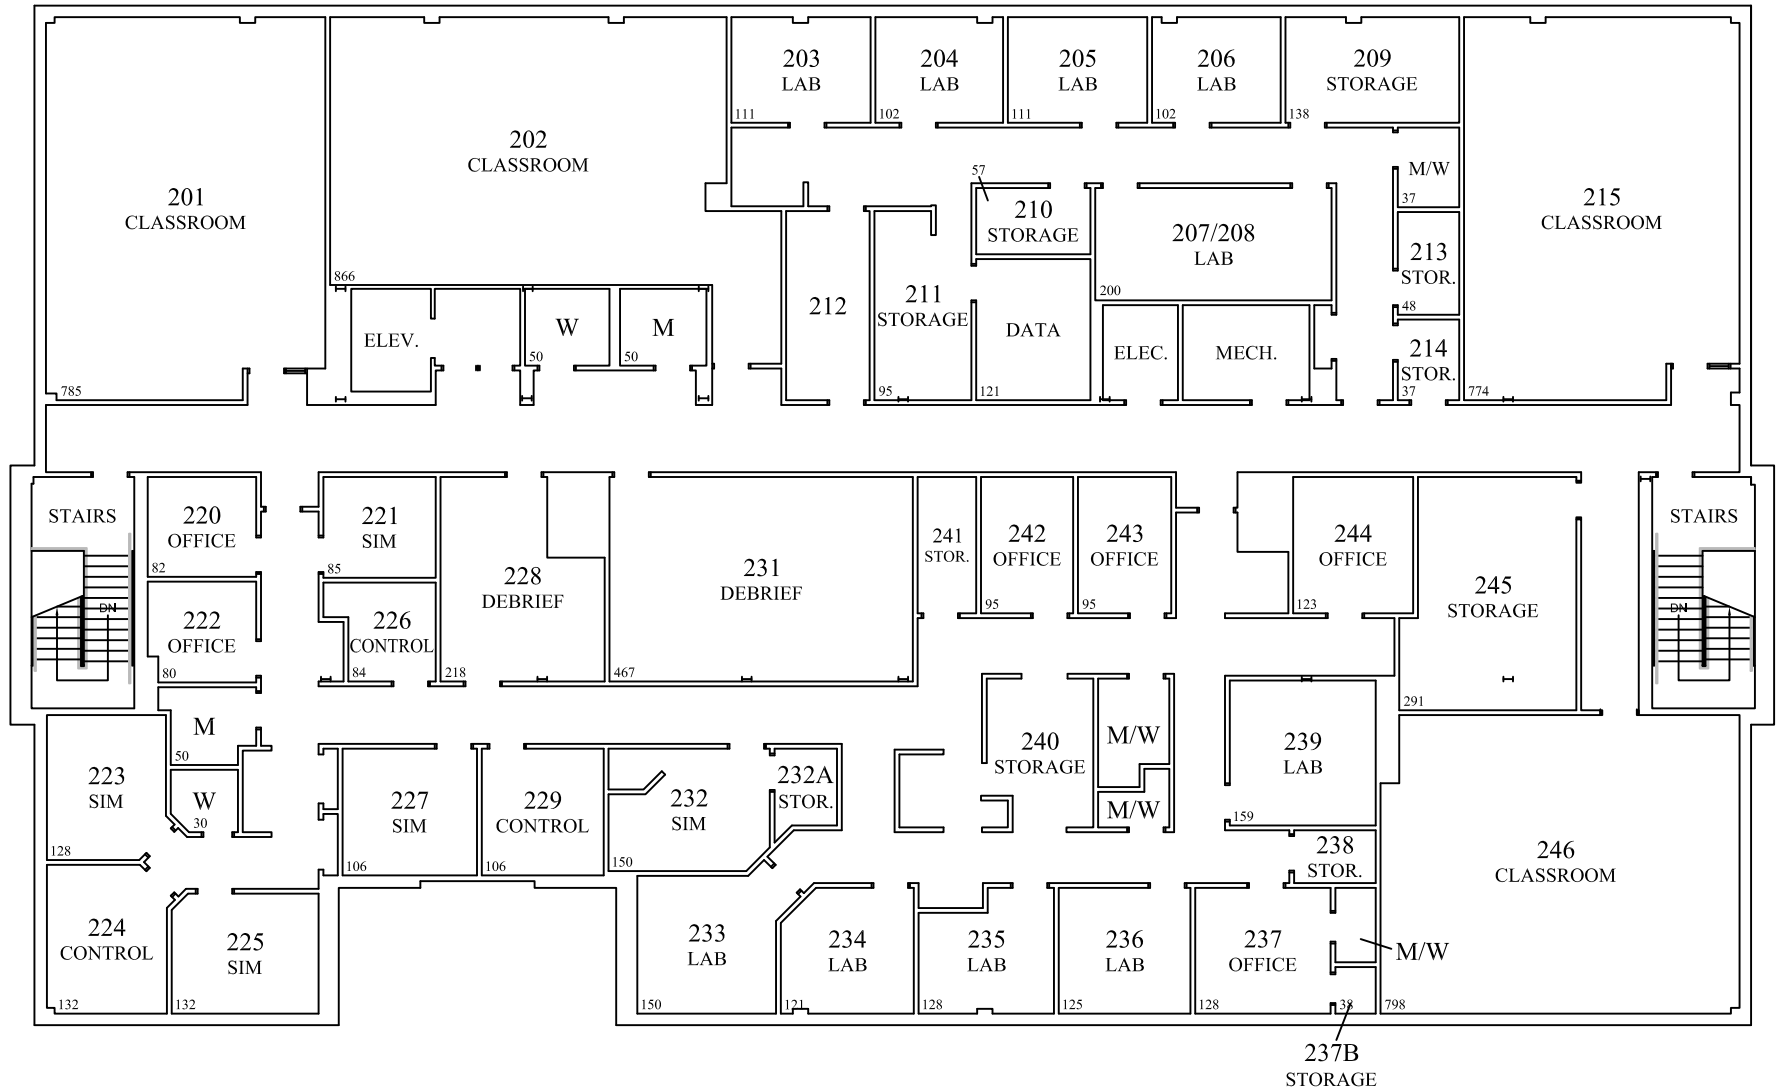 203
LAB
111
204
LAB
102
205
LAB
111
206
LAB
102
209
STORAGE
138
201
CLASSROOM
785
202
CLASSROOM
866
M/W
37
215
CLASSROOM
774
57
210
STORAGE
207/208
LAB
200
213
STOR.
48
212
211
STORAGE
95
DATA
121
ELEV.
W
50
M
50
ELEC.
MECH.
214
STOR.
37
STAIRS
DN
220
OFFICE
82
221
SIM
85
228
DEBRIEF
218
231
DEBRIEF
467
241
STOR.
242
OFFICE
95
243
OFFICE
95
244
OFFICE
123
245
STORAGE
291
STAIRS
DN
222
OFFICE
80
226
CONTROL
84
M
50
223
SIM
128
W
30
227
SIM
106
229
CONTROL
106
232
SIM
150
232A
STOR.
240
STORAGE
M/W
M/W
239
LAB
159
238
STOR.
246
CLASSROOM
798
224
CONTROL
132
225
SIM
132
233
LAB
150
234
LAB
121
235
LAB
128
236
LAB
125
237
OFFICE
128
M/W
38
237B
STORAGE